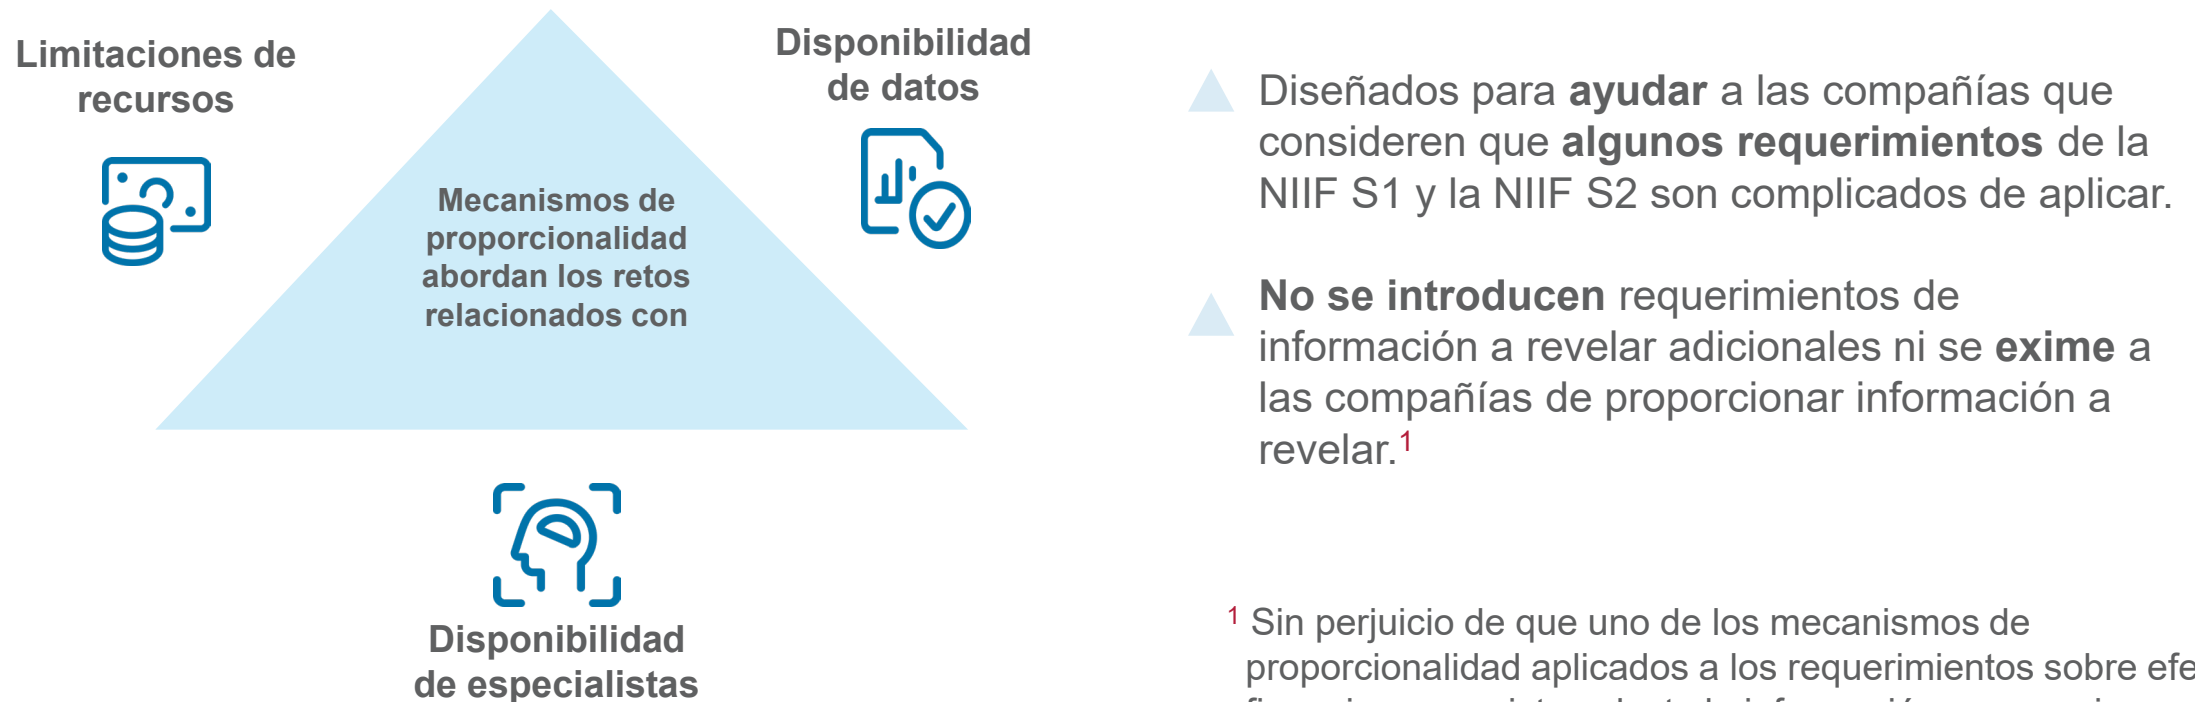 Limitaciones de
recursos
Disponibilidad
de datos
Mecanismos de
proporcionalidad
abordan los retos
relacionados con
Disponibilidad
de especialistas
Diseñados para ayudar a las compañías que
consideren que algunos requerimientos de la
NIIF S1 y la NIIF S2 son complicados de aplicar.
No se introducen requerimientos de
información a revelar adicionales ni se exime a
las compañías de proporcionar información a
revelar.1
1 Sin perjuicio de que uno de los mecanismos de
proporcionalidad aplicados a los requerimientos sobre